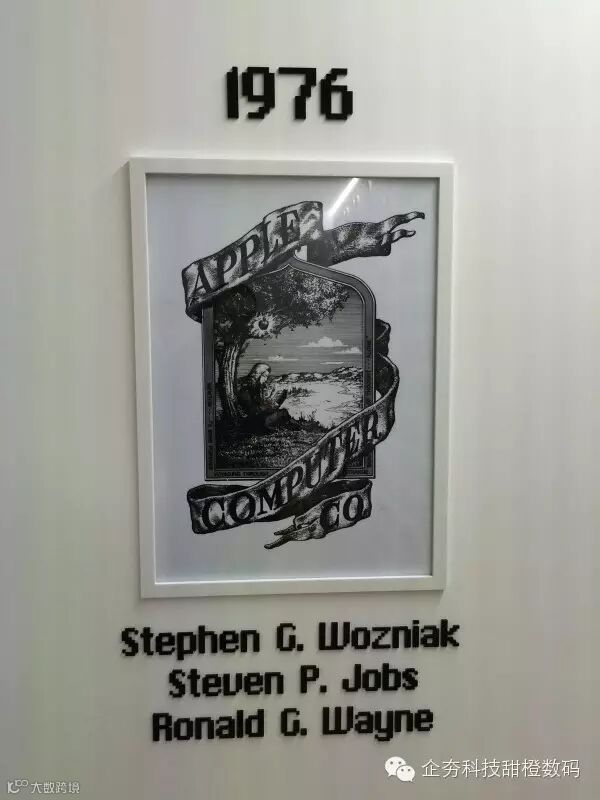 1976
APPLE
COMPUTER
CO
Stephen G. Wozniak
Steven P. Jobs
Ronald G. Wayne
企夯科技甜橙数码
大数跨境